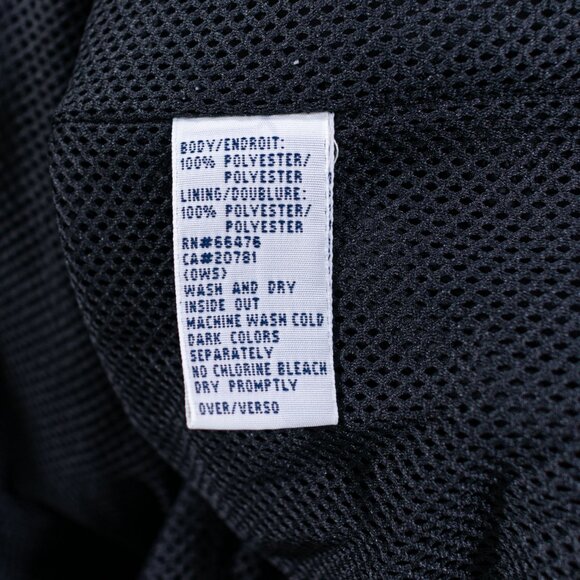 BODY/ENDROIT:
100% POLYESTER/
POLYESTER
LINING/DOUBLURE:
100% POLYESTER/
POLYESTER
RN#66476
CA#20781
(OWS)
WASH AND DRY
INSIDE OUT
MACHINE WASH COLD
DARK COLORS
SEPARATELY
NO CHLORINE BLEACH
DRY PROMPTLY
OVER/VERSO